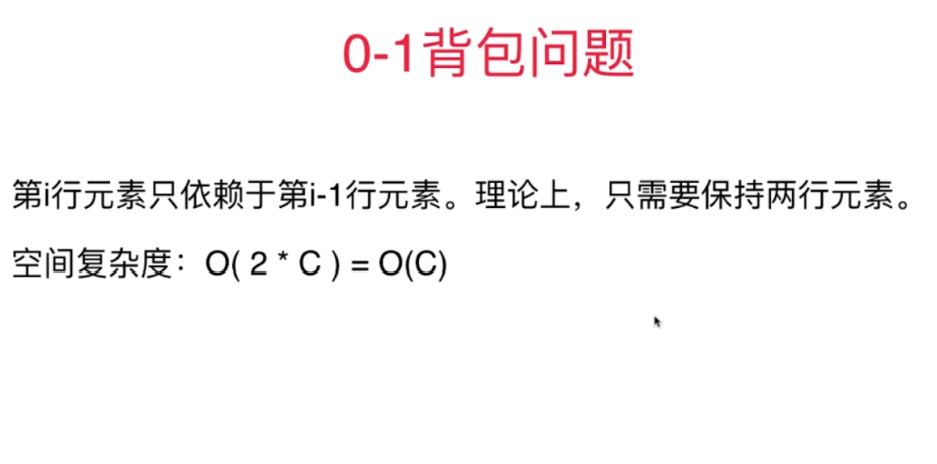 0-1背包问题
第i行元素只依赖于第i-1行元素。理论上，只需要保持两行元素。
空间复杂度：O( 2 * C ) = O(C)